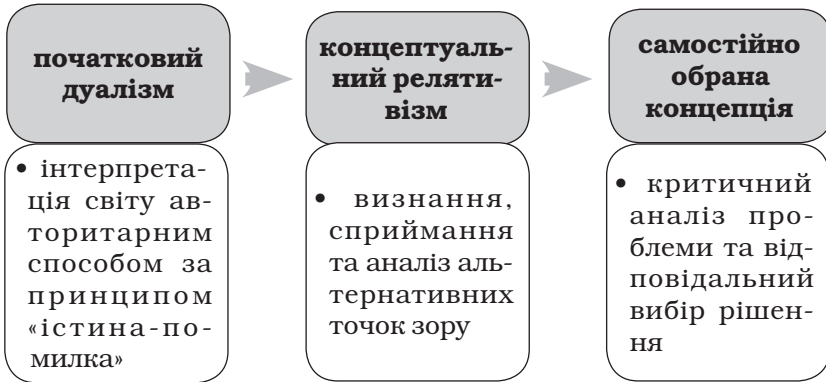 початковий
дуалізм
• інтерпрета-
ція світу ав-
торитарним
способом за
принципом
«істина-по-
милка»
концептуаль-
ний реляти-
візм
• визнання,
сприймання
та аналіз аль-
тернативних
точок зору
самостійно
обрана
концепція
• критичний
аналіз про-
блеми та від-
повідальний
вибір рішен-
ня